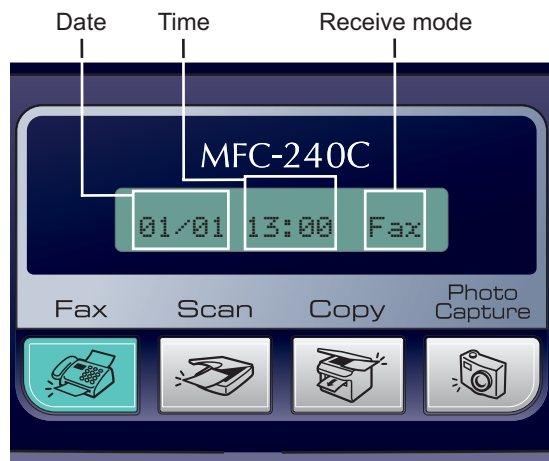 Date Time Receive mode
MFC-240C
01/01 13:00 Fax
Fax Scan Copy Photo Capture